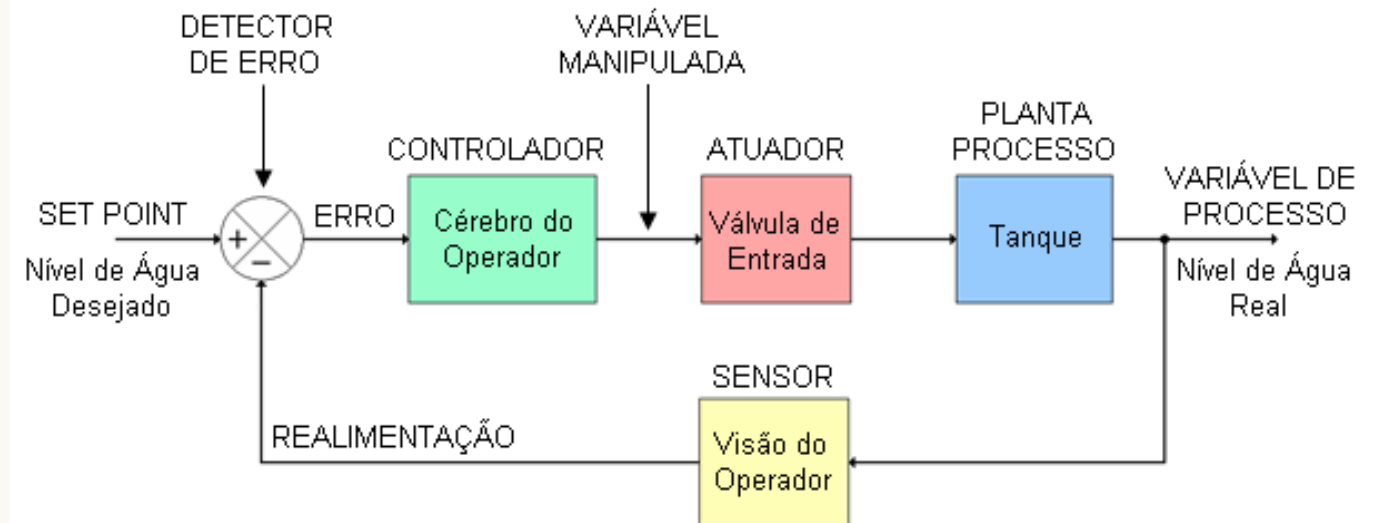 DETECTOR
DE ERRO
VARIÁVEL
MANIPULADA
CONTROLADOR
ATUADOR
PLANTA
PROCESSO
VARIÁVEL DE
PROCESSO
SET POINT
Nível de Água
Desejado
+
−
ERRO
Cérebro do
Operador
Válvula de
Entrada
Tanque
Nível de Água
Real
SENSOR
Visão do
Operador
REALIMENTAÇÃO